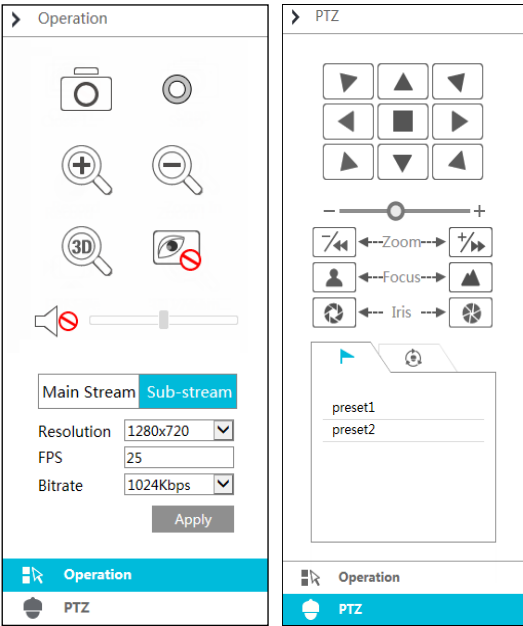 Operation
3D
Main Stream Sub-stream
Resolution 1280x720
FPS 25
Bitrate 1024Kbps
Apply
Operation
PTZ
PTZ
Zoom
Focus
Iris
preset1
preset2
Operation
PTZ